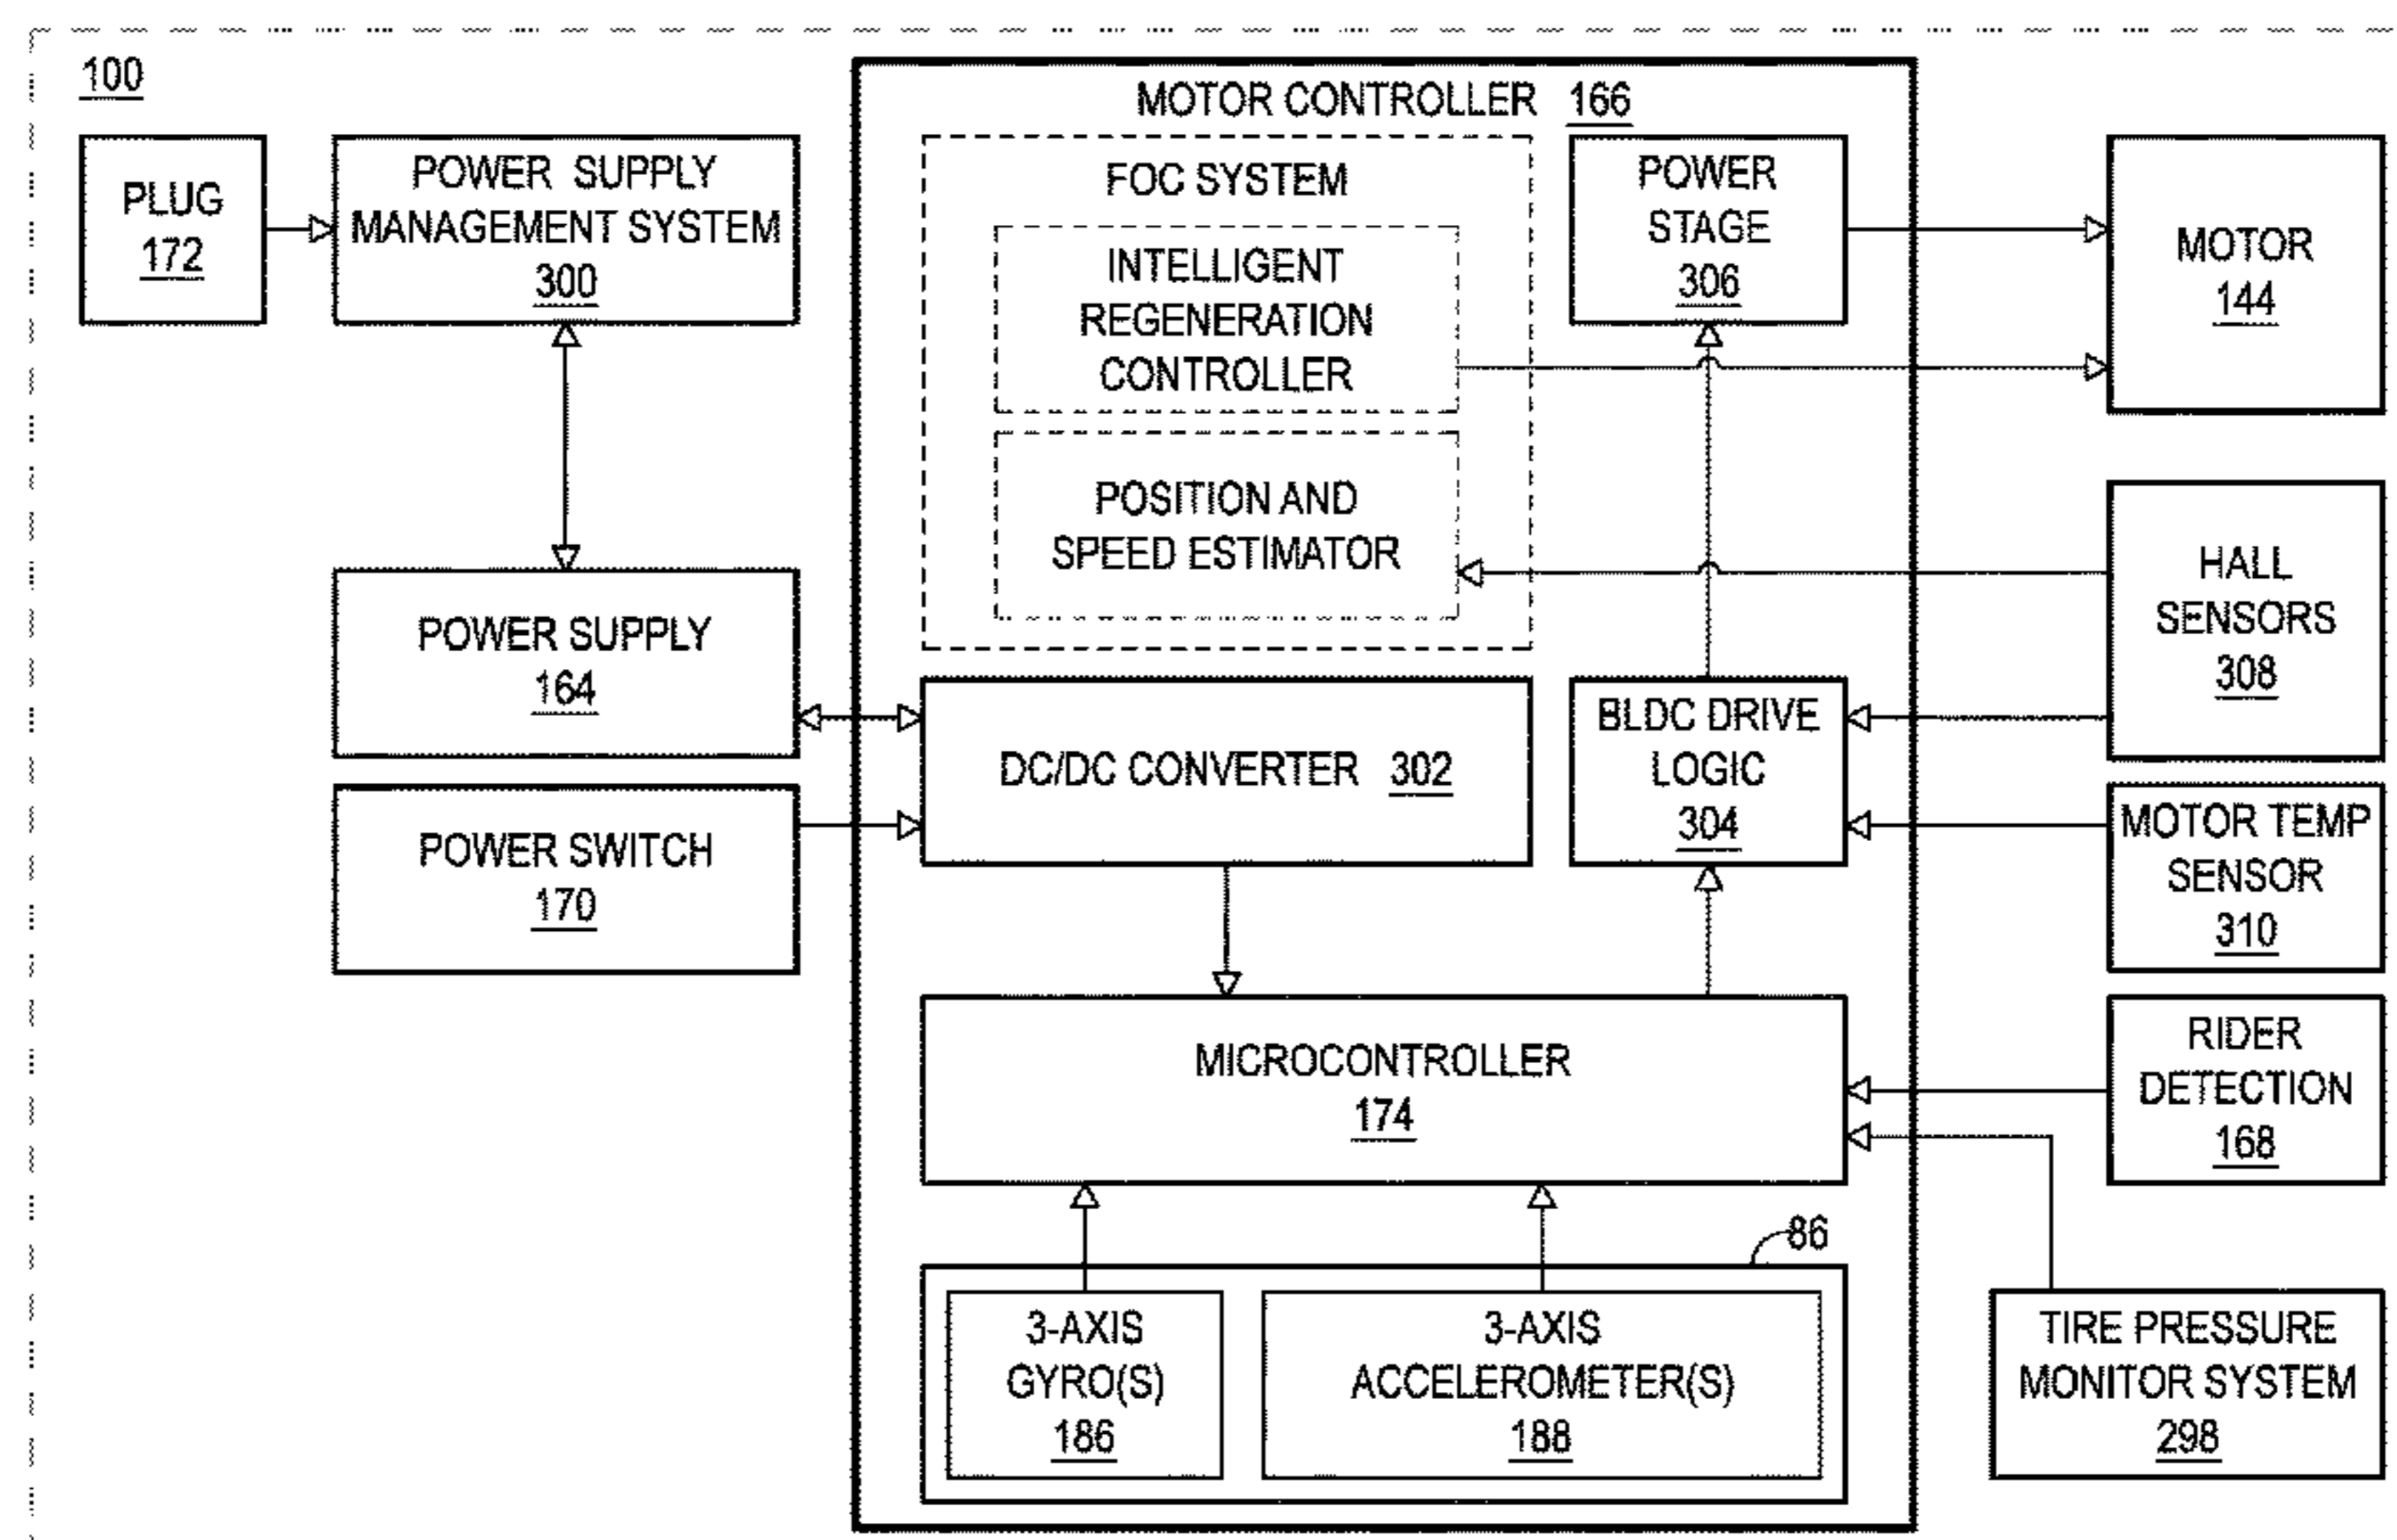 100
PLUG
172
POWER SUPPLY
MANAGEMENT SYSTEM
300
POWER SUPPLY
164
POWER SWITCH
170
MOTOR CONTROLLER 166
FOC SYSTEM
INTELLIGENT
REGENERATION
CONTROLLER
POSITION AND
SPEED ESTIMATOR
POWER
STAGE
306
DC/DC CONVERTER 302
BLDC DRIVE
LOGIC
304
MICROCONTROLLER
174
86
3-AXIS
GYRO(S)
186
3-AXIS
ACCELEROMETER(S)
188
MOTOR
144
HALL
SENSORS
308
MOTOR TEMP
SENSOR
310
RIDER
DETECTION
168
TIRE PRESSURE
MONITOR SYSTEM
298